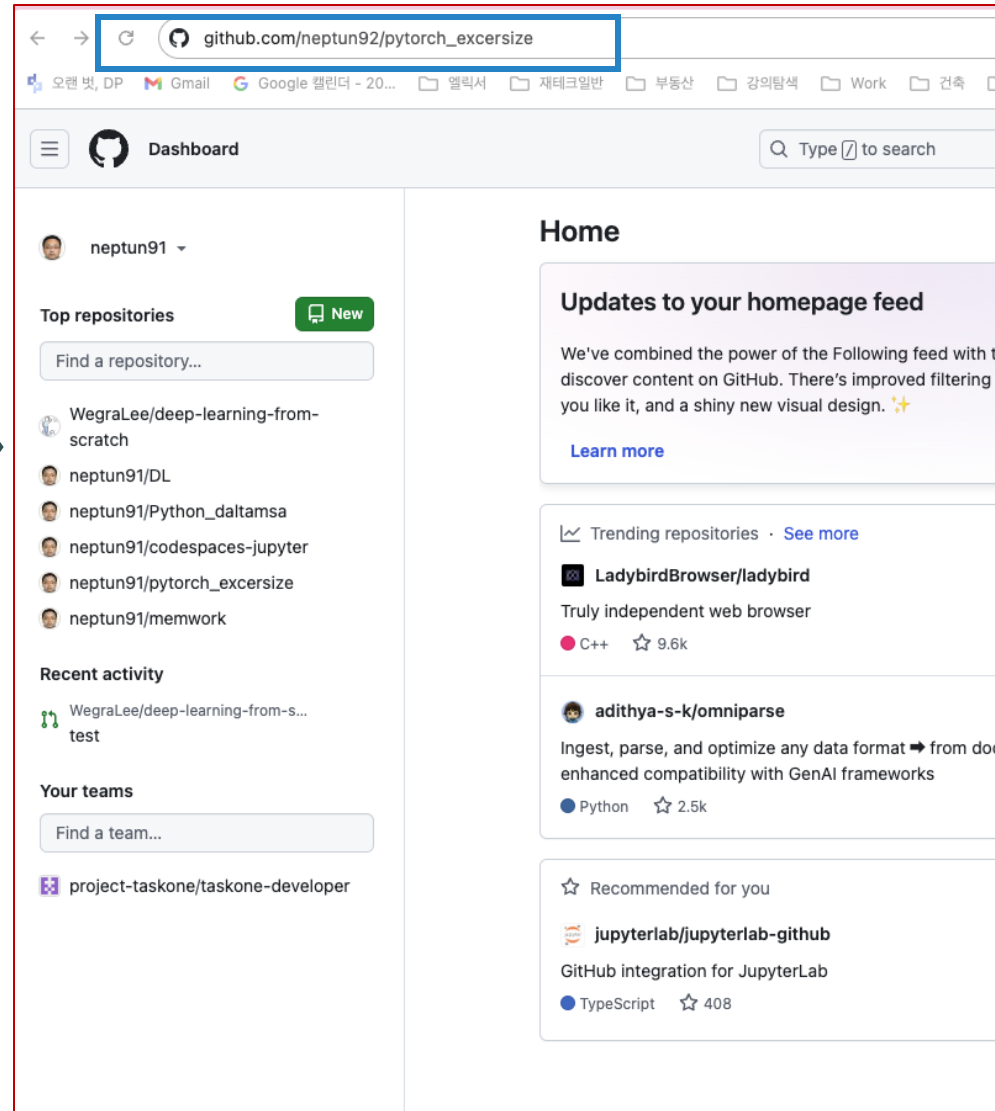 github.com/neptun92/pytorch_excersize
오랜 벗, DP Gmail Google 캘린더 - 20... 엘릭서 재테크일반 부동산 강의탐색 Work 건축
Dashboard
Type / to search
neptun91
Top repositories
New
Find a repository...
WegraLee/deep-learning-from-
scratch
neptun91/DL
neptun91/Python_daltamsa
neptun91/codespaces-jupyter
neptun91/pytorch_excersize
neptun91/memwork
Recent activity
WegraLee/deep-learning-from-s...
test
Your teams
Find a team...
project-taskone/taskone-developer
Home
Updates to your homepage feed
We've combined the power of the Following feed with t
discover content on GitHub. There's improved filtering
you like it, and a shiny new visual design. ✨
Learn more
Trending repositories · See more
LadybirdBrowser/ladybird
Truly independent web browser
C++ 9.6k
adithya-s-k/omniparse
Ingest, parse, and optimize any data format ➡ from doc
enhanced compatibility with GenAI frameworks
Python 2.5k
Recommended for you
jupyterlab/jupyterlab-github
GitHub integration for JupyterLab
TypeScript 408